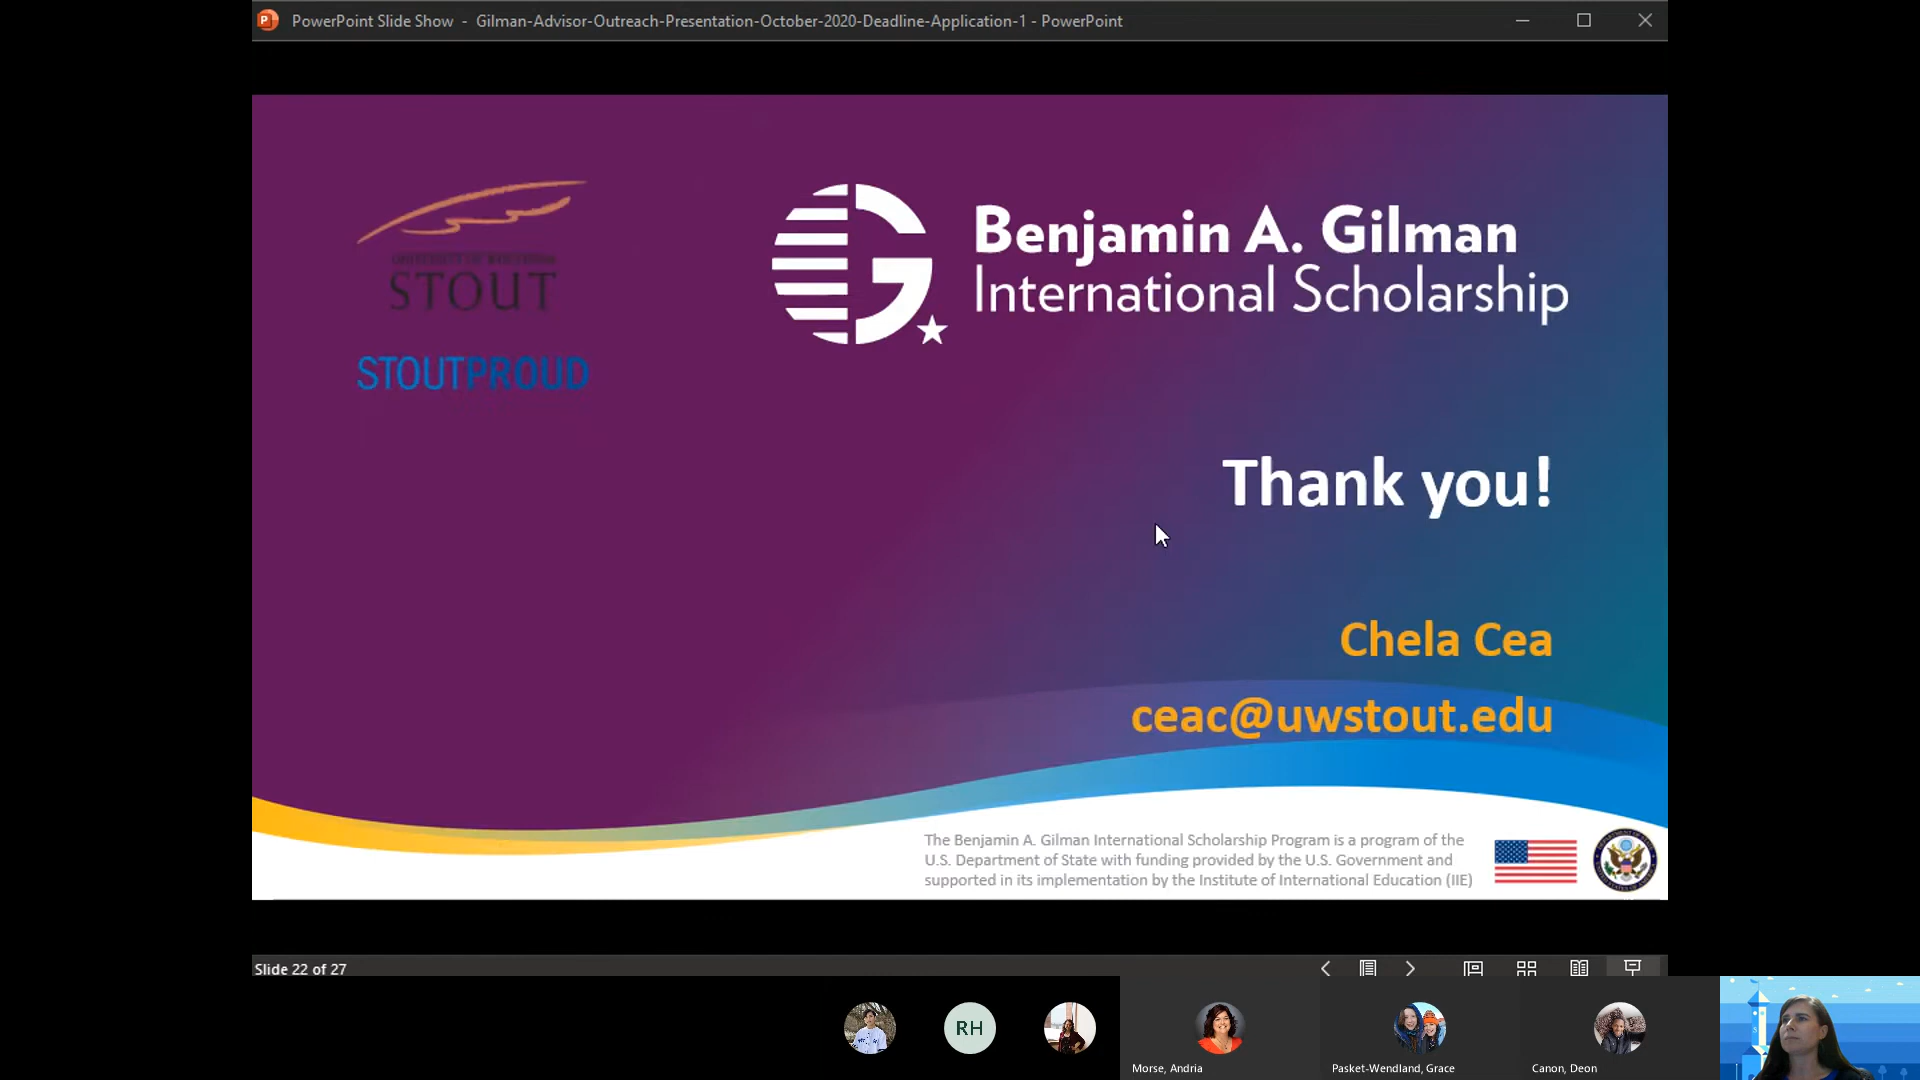 PowerPoint Slide Show - Gilman-Advisor-Outreach-Presentation-October-2020-Deadline-Application-1 - PowerPoint
UNIVERSITY OF WISCONSIN
STOUT
STOUTPROUD
Benjamin A. Gilman
International Scholarship
Thank you!
Chela Cea
ceac@uwstout.edu
The Benjamin A. Gilman International Scholarship Program is a program of the
U.S. Department of State with funding provided by the U.S. Government and
supported in its implementation by the Institute of International Education (IIE)
Slide 22 of 27
RH
Morse, Andria
Pasket-Wendland, Grace
Canon, Deon